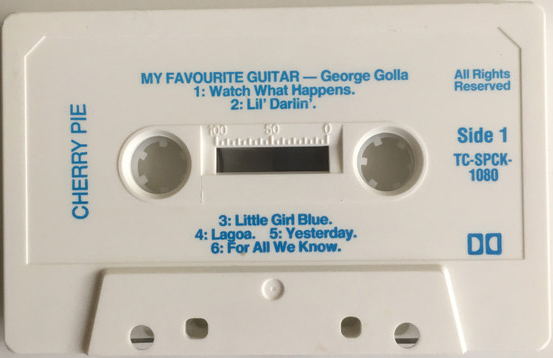 MY FAVOURITE GUITAR — George Golla
1: Watch What Happens.
2: Lil' Darlin'.
All Rights
Reserved
CHERRY PIE
100 50 0
Side 1
TC-SPCK-
1080
3: Little Girl Blue.
4: Lagoa. 5: Yesterday.
6: For All We Know.